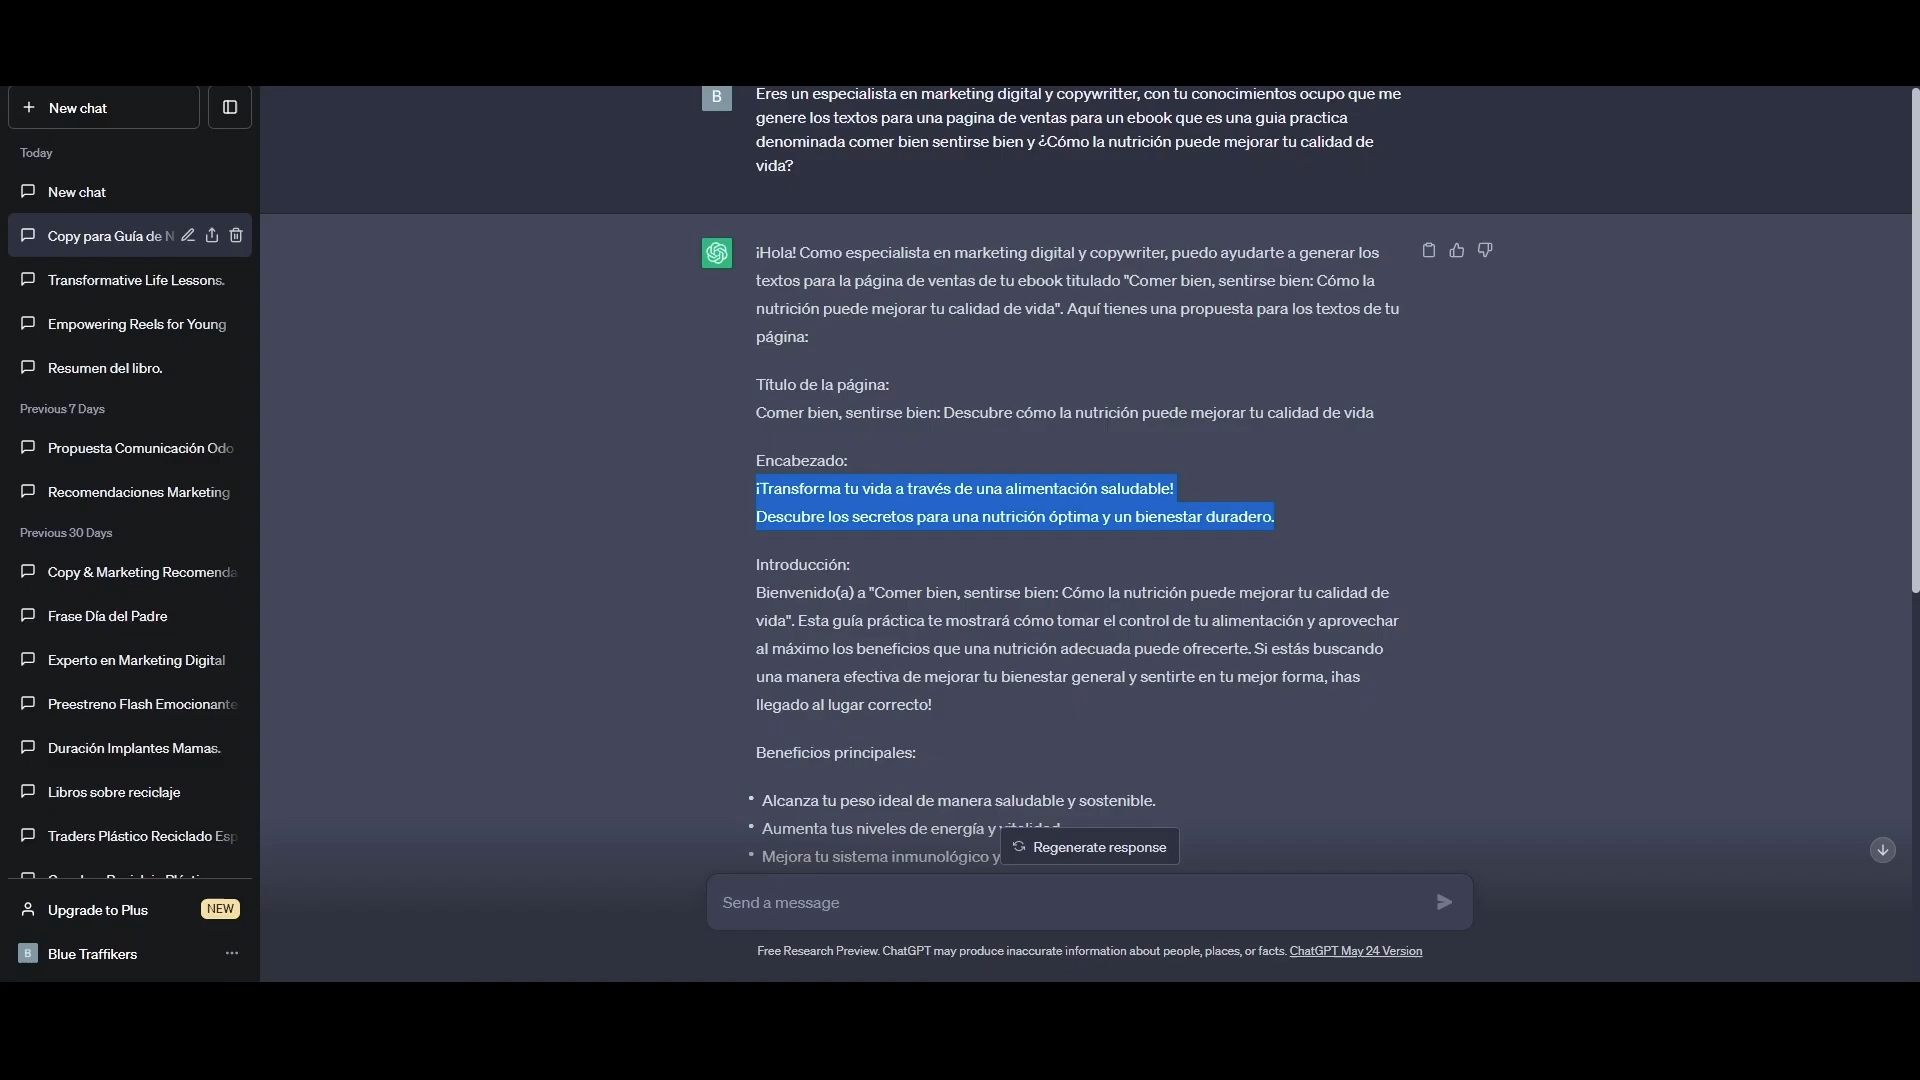 New chat
Today
New chat
Copy para Guía de N
Transformative Life Lessons.
Empowering Reels for Young
Resumen del libro.
Previous 7 Days
Propuesta Comunicación Odo
Recomendaciones Marketing
Previous 30 Days
Copy & Marketing Recomenda
Frase Día del Padre
Experto en Marketing Digital
Preestreno Flash Emocionante
Duración Implantes Mamas.
Libros sobre reciclaje
Traders Plástico Reciclado Esp
Upgrade to Plus
NEW
B
Blue Traffikers
B
Eres un especialista en marketing digital y copywritter, con tu conocimientos ocupo que me
genere los textos para una pagina de ventas para un ebook que es una guia practica
denominada comer bien sentirse bien y ¿Cómo la nutrición puede mejorar tu calidad de
vida?
¡Hola! Como especialista en marketing digital y copywriter, puedo ayudarte a generar los
textos para la página de ventas de tu ebook titulado "Comer bien, sentirse bien: Cómo la
nutrición puede mejorar tu calidad de vida". Aquí tienes una propuesta para los textos de tu
página:
Título de la página:
Comer bien, sentirse bien: Descubre cómo la nutrición puede mejorar tu calidad de vida
Encabezado:
¡Transforma tu vida a través de una alimentación saludable!
Descubre los secretos para una nutrición óptima y un bienestar duradero.
Introducción:
Bienvenido(a) a "Comer bien, sentirse bien: Cómo la nutrición puede mejorar tu calidad de
vida". Esta guía práctica te mostrará cómo tomar el control de tu alimentación y aprovechar
al máximo los beneficios que una nutrición adecuada puede ofrecerte. Si estás buscando
una manera efectiva de mejorar tu bienestar general y sentirte en tu mejor forma, ¡has
llegado al lugar correcto!
Beneficios principales:
• Alcanza tu peso ideal de manera saludable y sostenible.
• Aumenta tus niveles de energía y vitalidad.
• Mejora tu sistema inmunológico y
Regenerate response
Send a message
Free Research Preview. ChatGPT may produce inaccurate information about people, places, or facts. ChatGPT May 24 Version